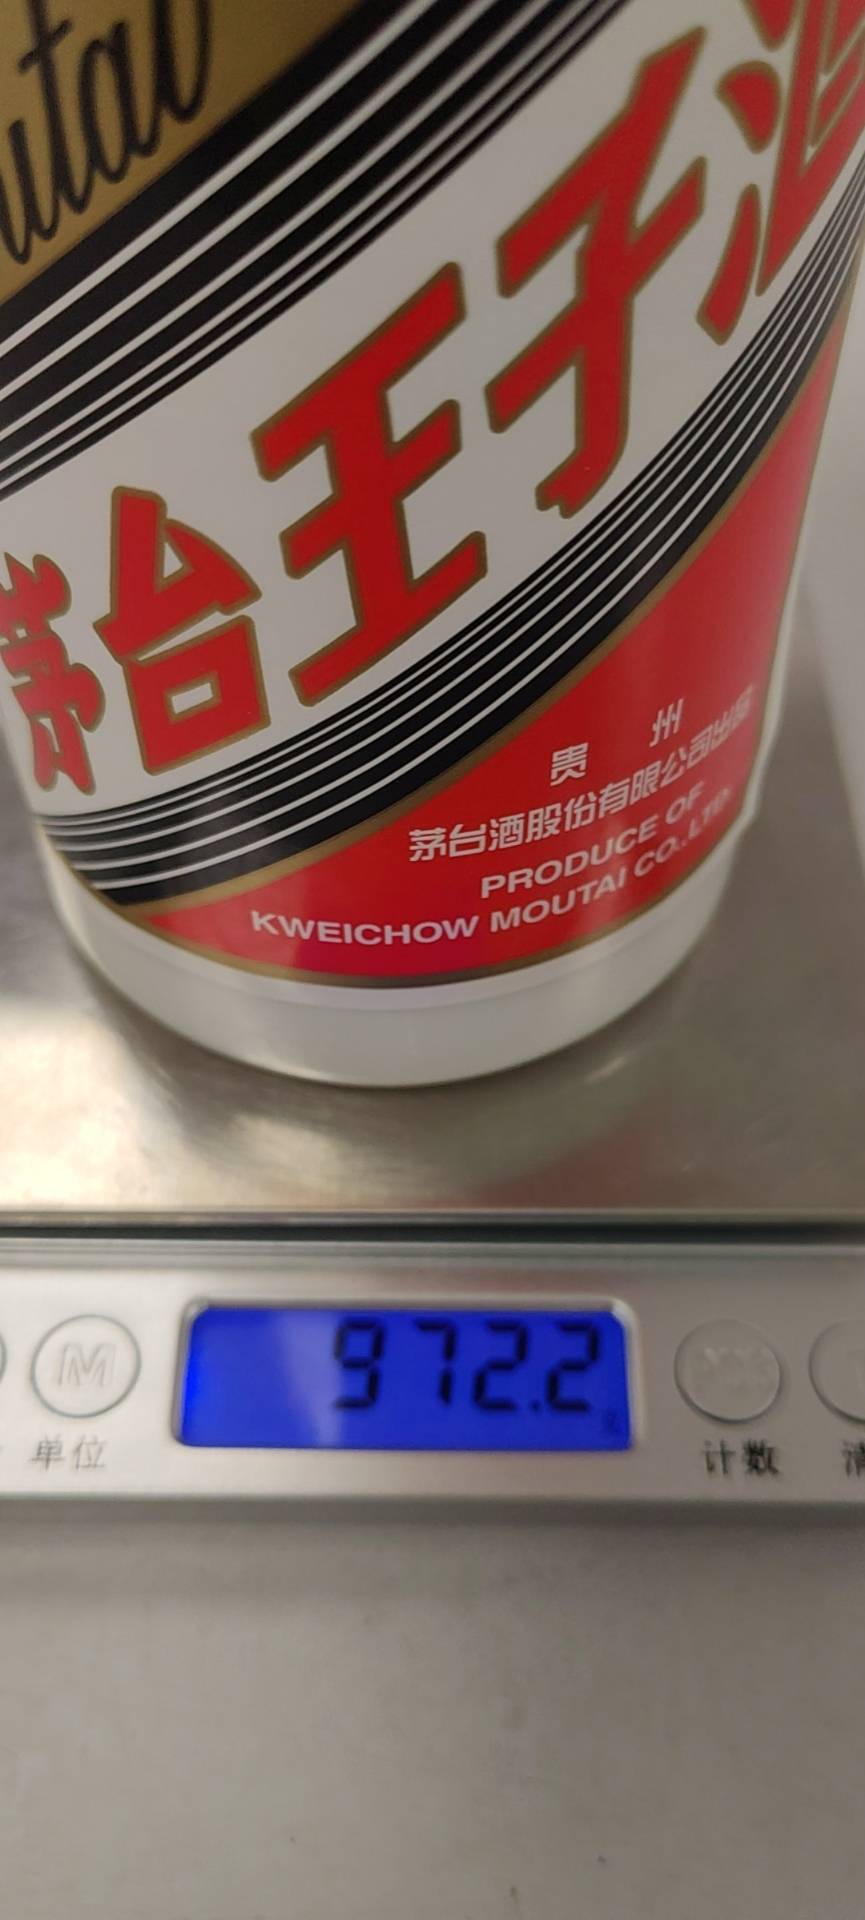 utai
茅台王子酒
贵州
茅台酒股份有限公司出品
PRODUCE OF
KWEICHOW MOUTAI CO.,LTD.
972.2
M
单位
计数
清